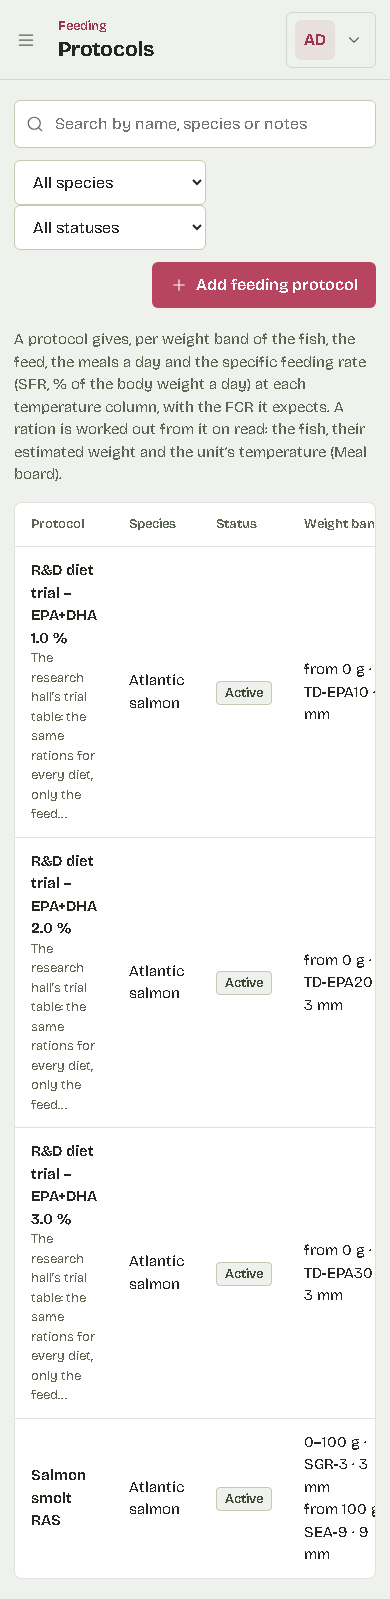 Feeding
Protocols
AD
Search by name, species or notes
All species
All statuses
Add feeding protocol
A protocol gives, per weight band of the fish, the
feed, the meals a day and the specific feeding rate
(SFR, % of the body weight a day) at each
temperature column, with the FCR it expects. A
ration is worked out from it on read: the fish, their
estimated weight and the unit's temperature (Meal
board).
Protocol Species Status Weight ban
R&D diet
trial –
EPA+DHA
1.0 %
The
research
hall's trial
table: the
same
rations for
every diet,
only the
feed…
Atlantic
salmon
Active
from 0 g ·
TD-EPA10 ·
mm
R&D diet
trial –
EPA+DHA
2.0 %
The
research
hall's trial
table: the
same
rations for
every diet,
only the
feed…
Atlantic
salmon
Active
from 0 g ·
TD-EPA20
3 mm
R&D diet
trial –
EPA+DHA
3.0 %
The
research
hall's trial
table: the
same
rations for
every diet,
only the
feed…
Atlantic
salmon
Active
from 0 g ·
TD-EPA30
3 mm
Salmon
smolt
RAS
Atlantic
salmon
Active
0–100 g ·
SGR-3 · 3
mm
from 100 g
SEA-9 · 9
mm